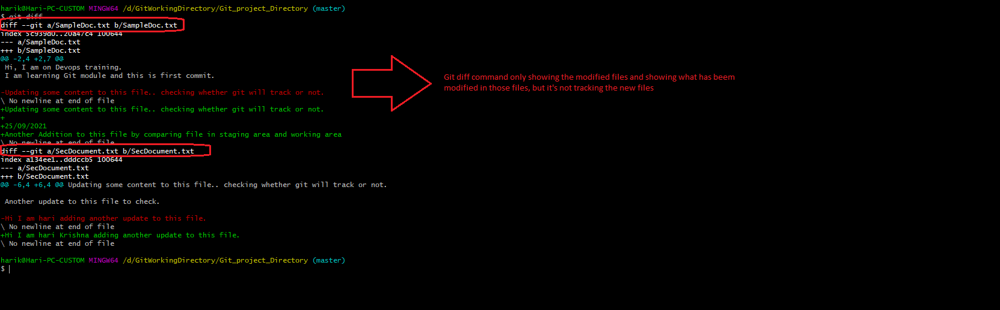 harik@Hari-PC-CUSTOM MINGW64 /d/GitWorkingDirectory/Git_project_Directory (master)
$ git diff
diff --git a/SampleDoc.txt b/SampleDoc.txt
index 5c939d0..20a47c4 100644
--- a/SampleDoc.txt
+++ b/SampleDoc.txt
@@ -2,4 +2,7 @@
 Hi, I am on Devops training.
 I am learning Git module and this is first commit.
-Updating some content to this file.. checking whether git will track or not.
\ No newline at end of file
+Updating some content to this file.. checking whether git will track or not.
+
+25/09/2021
+Another Addition to this file by comparing file in staging area and working area
\ No newline at end of file
diff --git a/SecDocument.txt b/SecDocument.txt
index a134ee1..dddccb5 100644
--- a/SecDocument.txt
+++ b/SecDocument.txt
@@ -6,4 +6,4 @@ Updating some content to this file.. checking whether git will track or not.
 Another update to this file to check.
-Hi I am hari adding another update to this file.
\ No newline at end of file
+Hi I am hari Krishna adding another update to this file.
\ No newline at end of file
harik@Hari-PC-CUSTOM MINGW64 /d/GitWorkingDirectory/Git_project_Directory (master)
$
Git diff command only showing the modified files and showing what has beem
modified in those files, but it's not tracking the new files